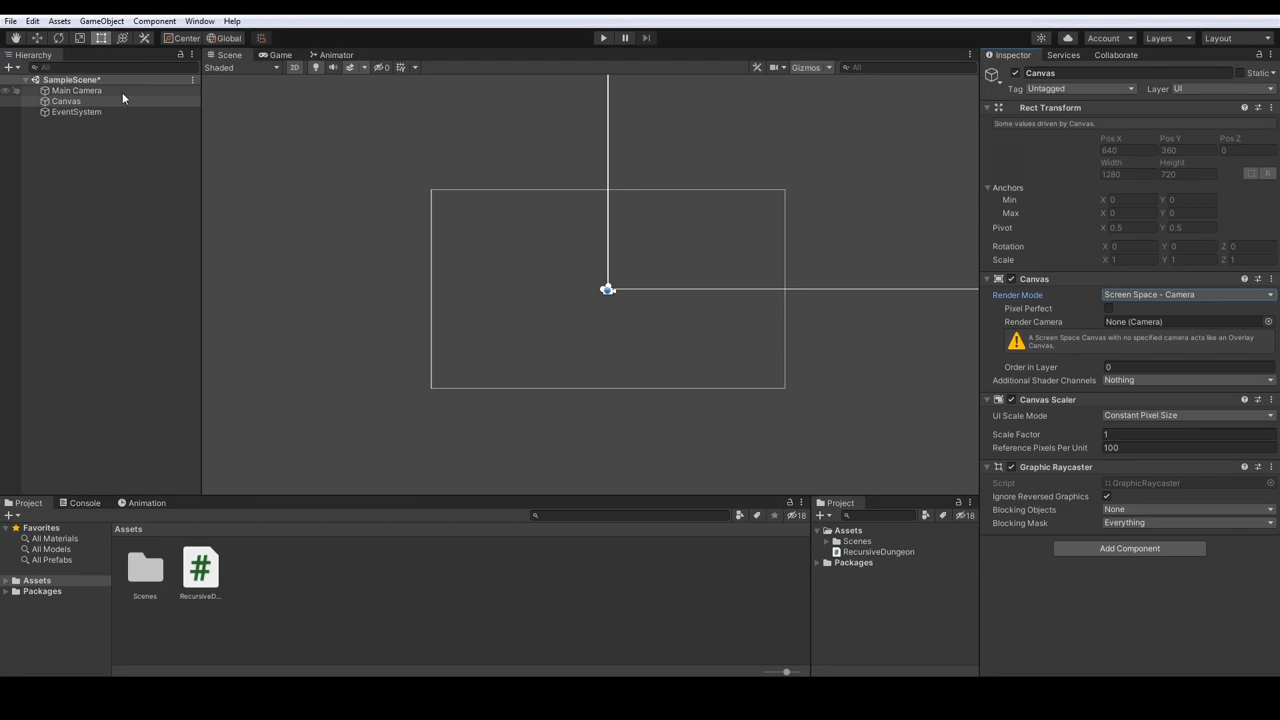 File Edit Assets GameObject Component Window Help
Center Global Account Layers Layout
Hierarchy Scene Game Animator Inspector Services Collaborate
All Shaded 2D 0 Gizmos All
SampleScene*
Main Camera
Canvas
EventSystem
Canvas Static
Tag Untagged Layer UI
Rect Transform
Some values driven by Canvas.
Pos X Pos Y Pos Z
640 360 0
Width Height
1280 720
R
Anchors
Min X 0 Y 0
Max X 0 Y 0
Pivot X 0.5 Y 0.5
Rotation X 0 Y 0 Z 0
Scale X 1 Y 1 Z 1
Canvas
Render Mode Screen Space - Camera
Pixel Perfect
Render Camera None (Camera)
A Screen Space Canvas with no specified camera acts like an Overlay
Canvas.
Order in Layer 0
Additional Shader Channels Nothing
Canvas Scaler
UI Scale Mode Constant Pixel Size
Scale Factor 1
Reference Pixels Per Unit 100
Graphic Raycaster
Script GraphicRaycaster
Ignore Reversed Graphics
Blocking Objects None
Blocking Mask Everything
Add Component
Project Console Animation
18
Favorites
All Materials
All Models
All Prefabs
Assets
Packages
Assets
Scenes RecursiveD...
Project
18
Assets
Scenes
RecursiveDungeon
Packages